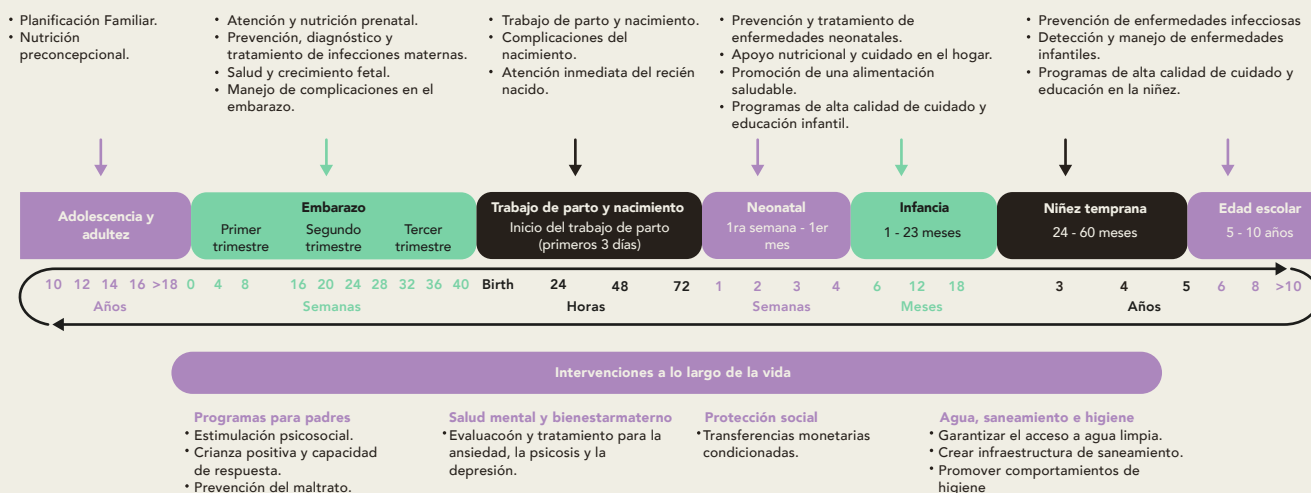 • Planificación Familiar.
• Nutrición
preconcepcional.
• Atención y nutrición prenatal.
• Prevención, diagnóstico y
tratamiento de infecciones maternas.
• Salud y crecimiento fetal.
• Manejo de complicaciones en el
embarazo.
• Trabajo de parto y nacimiento.
• Complicaciones del
nacimiento.
• Atención inmediata del recién
nacido.
• Prevención y tratamiento de
enfermedades neonatales.
• Apoyo nutricional y cuidado en el hogar.
• Promoción de una alimentación
saludable.
• Programas de alta calidad de cuidado y
educación infantil.
• Prevención de enfermedades infecciosas
• Detección y manejo de enfermedades
infantiles.
• Programas de alta calidad de cuidado y
educación en la niñez.
Adolescencia y
adultez
Embarazo
Primer
trimestre
Segundo
trimestre
Tercer
trimestre
Trabajo de parto y nacimiento
Inicio del trabajo de parto
(primeros 3 días)
Neonatal
1ra semana - 1er
mes
Infancia
1 - 23 meses
Niñez temprana
24 - 60 meses
Edad escolar
5 - 10 años
10 12 14 16 >18 0 4 8 16 20 24 28 32 36 40 Birth 24 48 72 1 2 3 4 6 12 18 3 4 5 6 8 >10
Años Semanas Horas Semanas Meses Años
Intervenciones a lo largo de la vida
Programas para padres
• Estimulación psicosocial.
• Crianza positiva y capacidad
de respuesta.
• Prevención del maltrato.
Salud mental y bienestarmaterno
• Evaluacoón y tratamiento para la
ansiedad, la psicosis y la
depresión.
Protección social
• Transferencias monetarias
condicionadas.
Agua, saneamiento e higiene
• Garantizar el acceso a agua limpia.
• Crear infraestructura de saneamiento.
• Promover comportamientos de
higiene